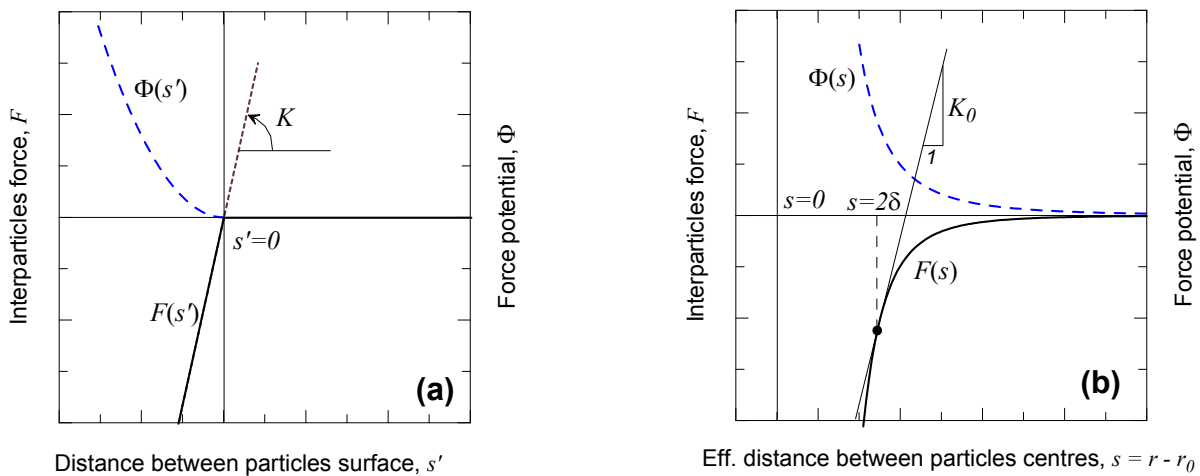 Interparticles force, F
Φ(s′)
K
s′=0
F(s′)
(a)
Force potential, Φ
Distance between particles surface, s′
Interparticles force, F
Φ(s)
K0
1
s=0
s=2δ
F(s)
(b)
Force potential, Φ
Eff. distance between particles centres, s = r - r0